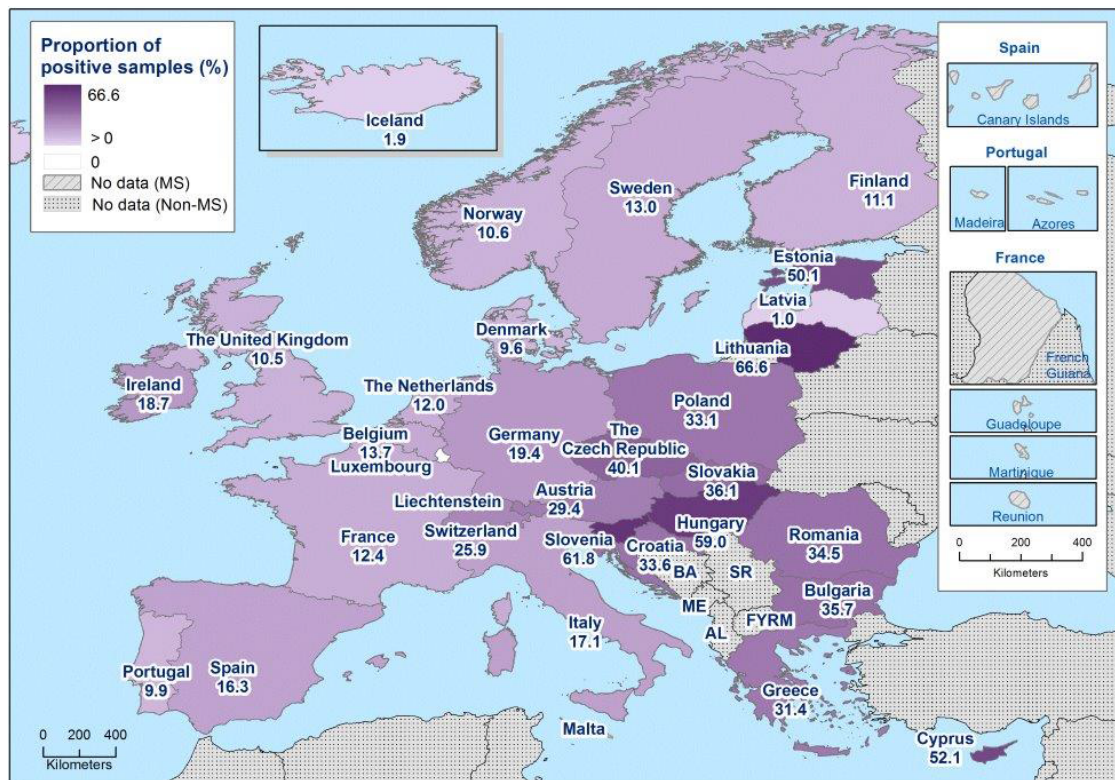 Proportion of
positive samples (%)
66.6
> 0
0
No data (MS)
No data (Non-MS)
Iceland
1.9
Norway
10.6
Sweden
13.0
Finland
11.1
Estonia
50.1
Latvia
1.0
Lithuania
66.6
Denmark
9.6
The United Kingdom
10.5
Ireland
18.7
The Netherlands
12.0
Belgium
13.7
Luxembourg
Germany
19.4
Poland
33.1
The
Czech Republic
40.1
Slovakia
36.1
Liechtenstein
Austria
29.4
Switzerland
25.9
France
12.4
Slovenia
61.8
Hungary
59.0
Croatia
33.6
Romania
34.5
BA
SR
Bulgaria
35.7
ME
FYRM
AL
Italy
17.1
Portugal
9.9
Spain
16.3
Greece
31.4
Malta
Cyprus
52.1
0 200 400
Kilometers
Spain
Canary Islands
Portugal
Madeira
Azores
France
French
Guiana
Guadeloupe
Martinique
Reunion
0 200 400
Kilometers